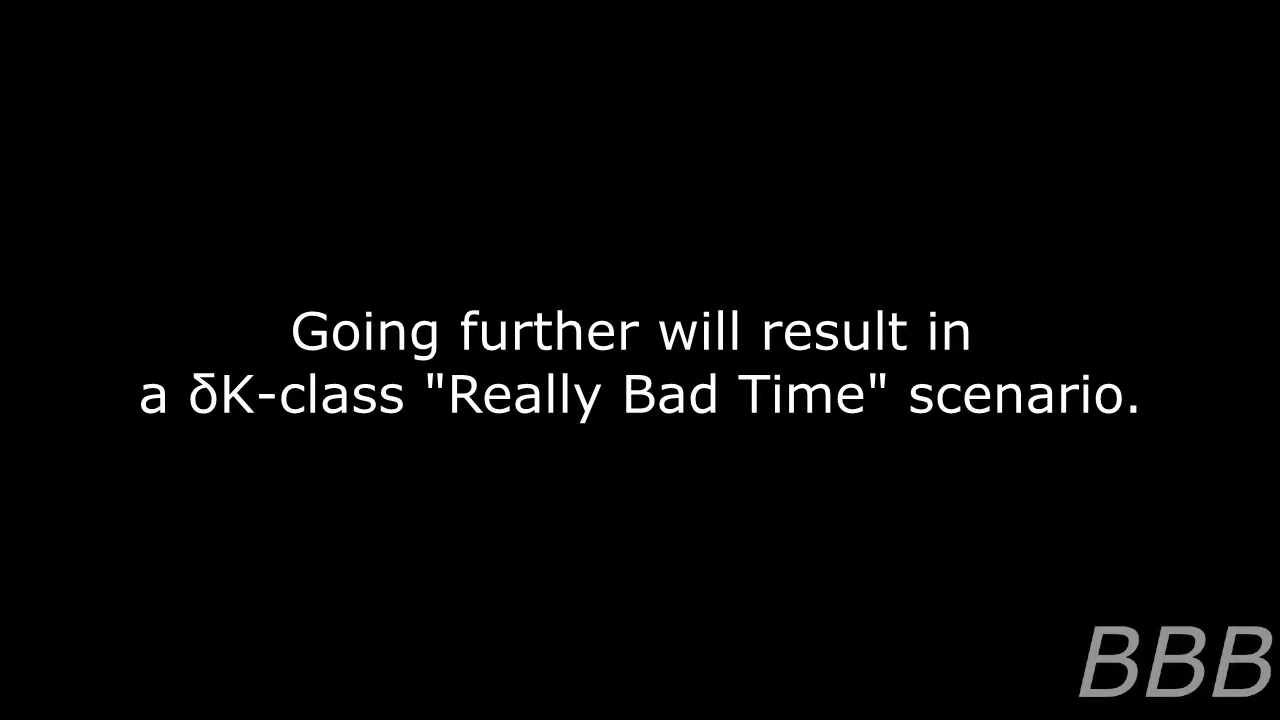 Going further will result in
a δK-class "Really Bad Time" scenario.
BBB